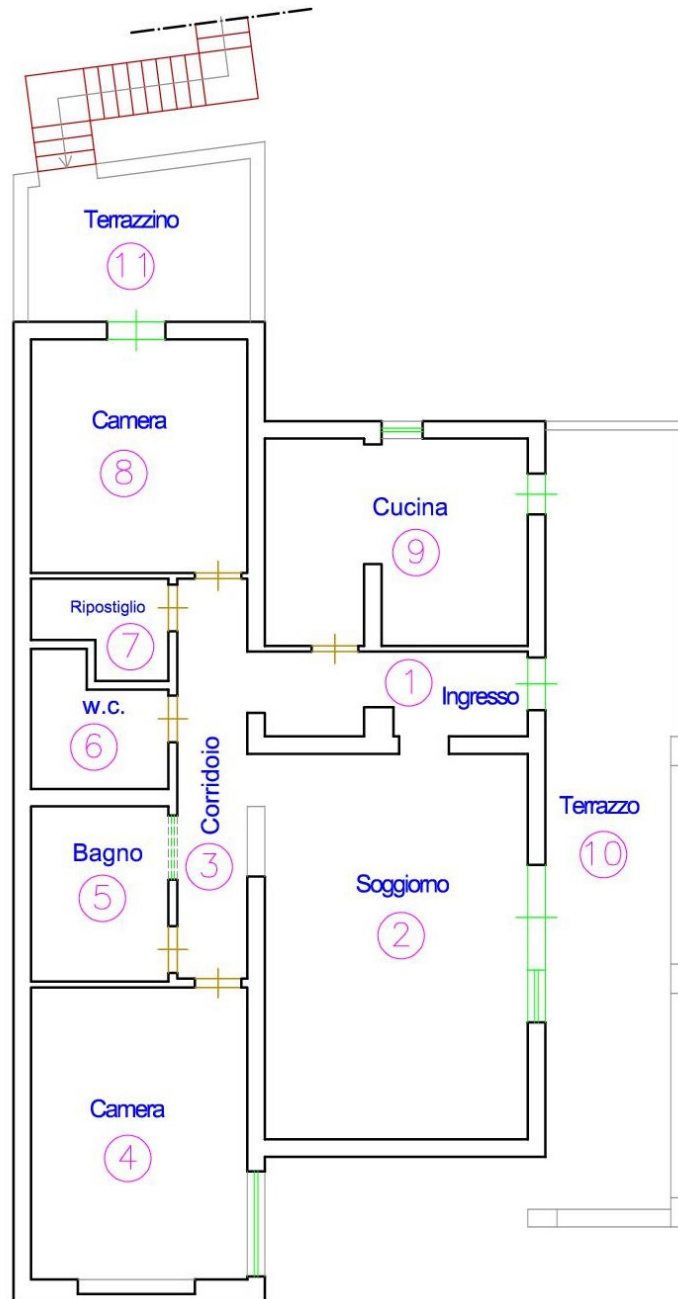 Terrazzino
11
Camera
8
Cucina
9
Ripostiglio
7
1
Ingresso
w.c.
6
Corridoio
3
Terrazzo
10
Bagno
5
Soggiorno
2
Camera
4